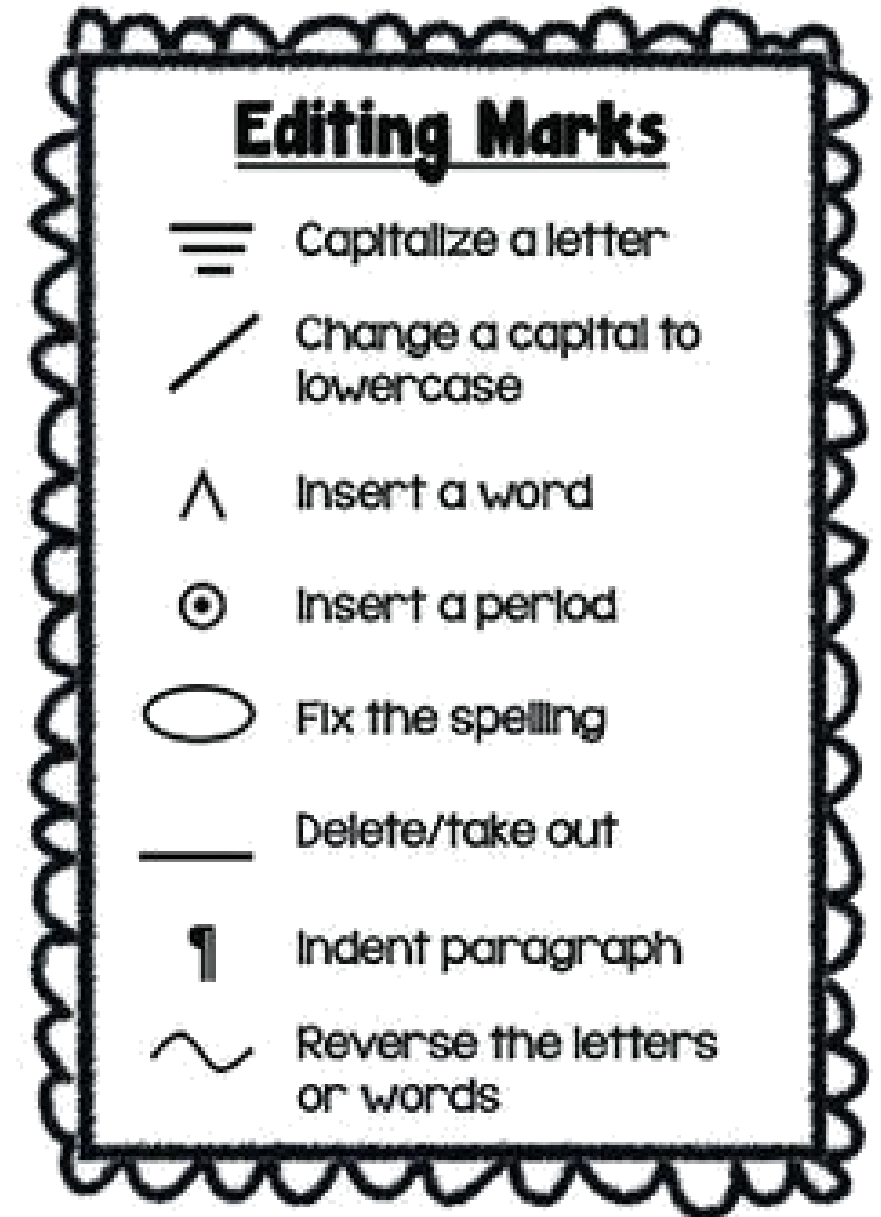 Editing Marks
Capitalize a letter
Change a capital to
lowercase
Insert a word
Insert a period
Fix the spelling
Delete/take out
¶ Indent paragraph
Reverse the letters
or words